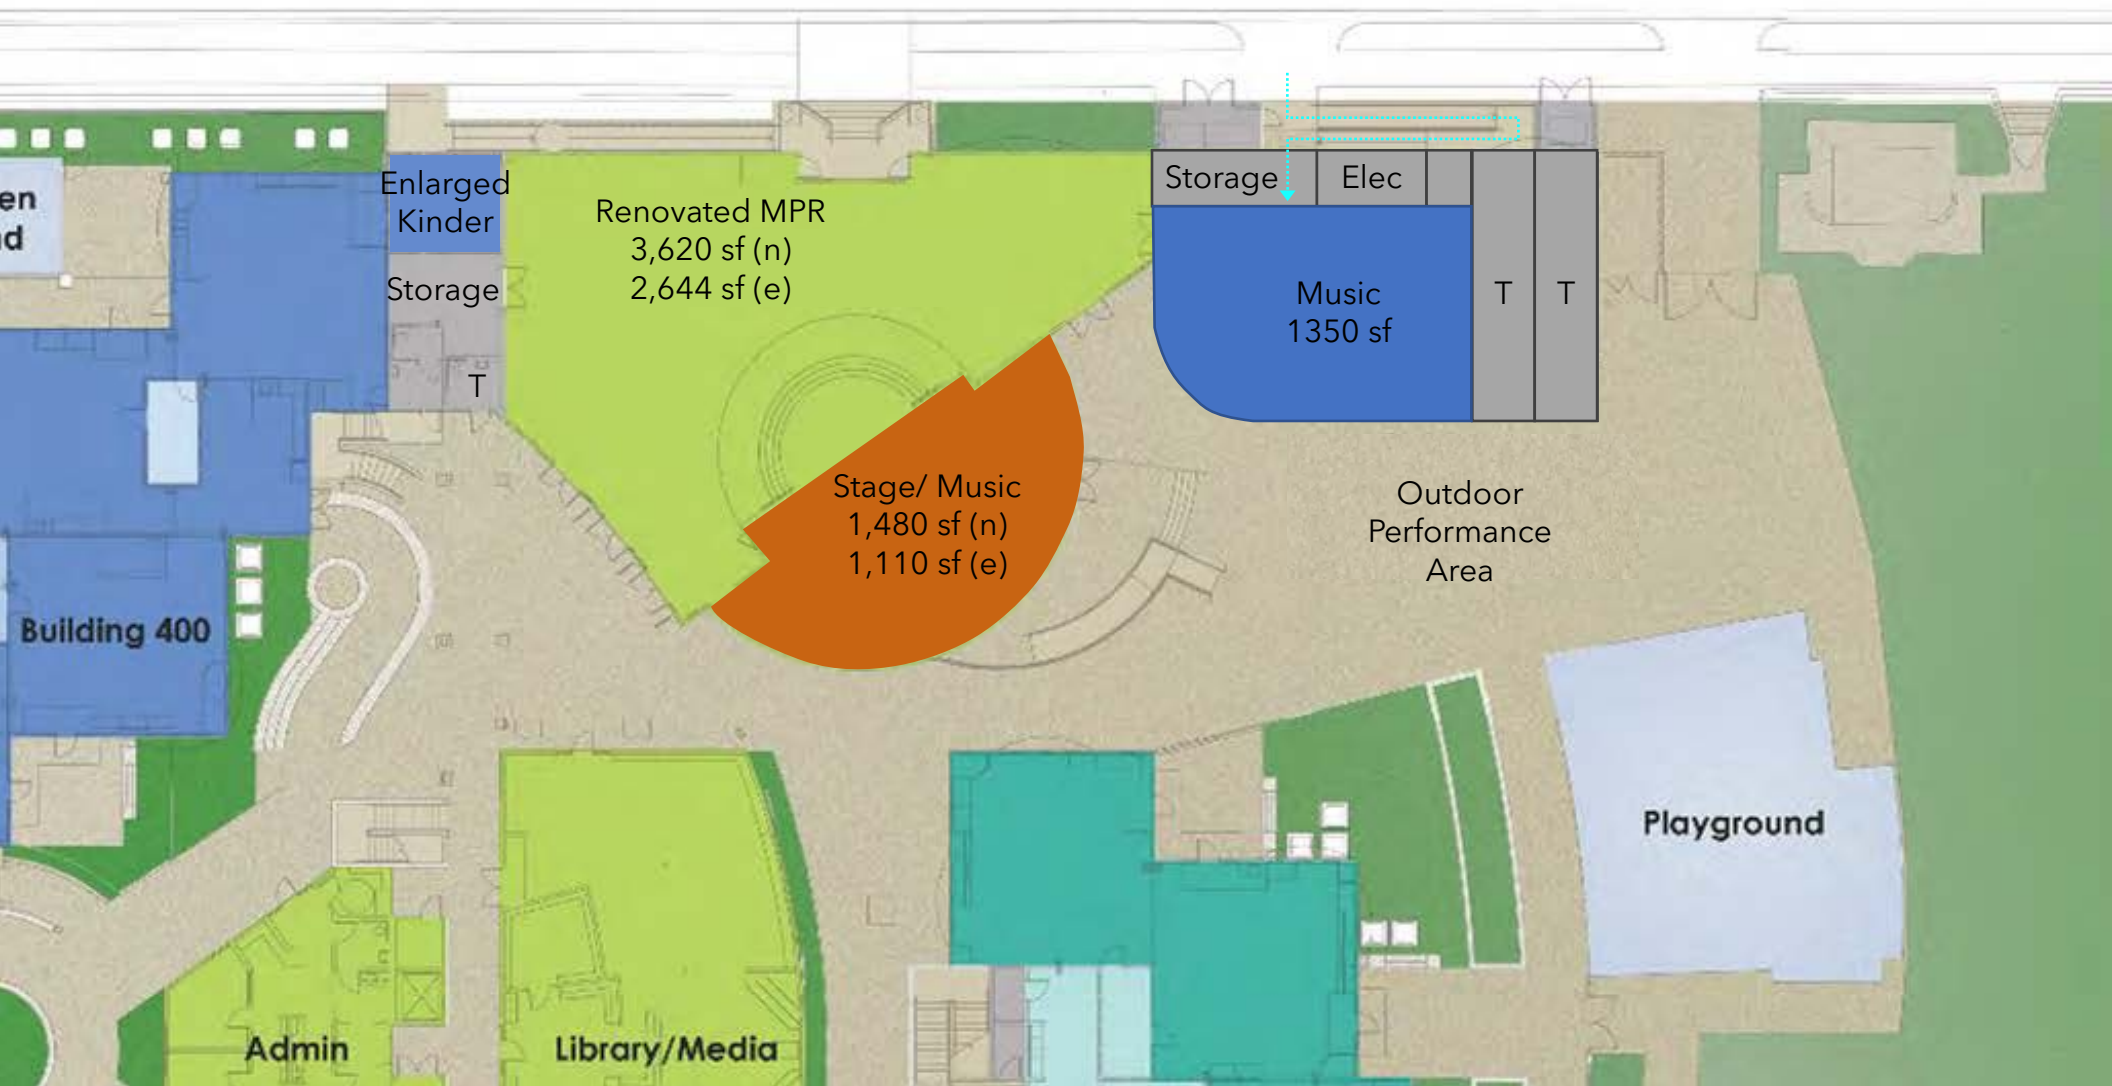 en
d
Enlarged
Kinder
Storage
T
Renovated MPR
3,620 sf (n)
2,644 sf (e)
Storage
Elec
Music
1350 sf
T
T
Stage/ Music
1,480 sf (n)
1,110 sf (e)
Outdoor
Performance
Area
Building 400
Playground
Admin
Library/Media